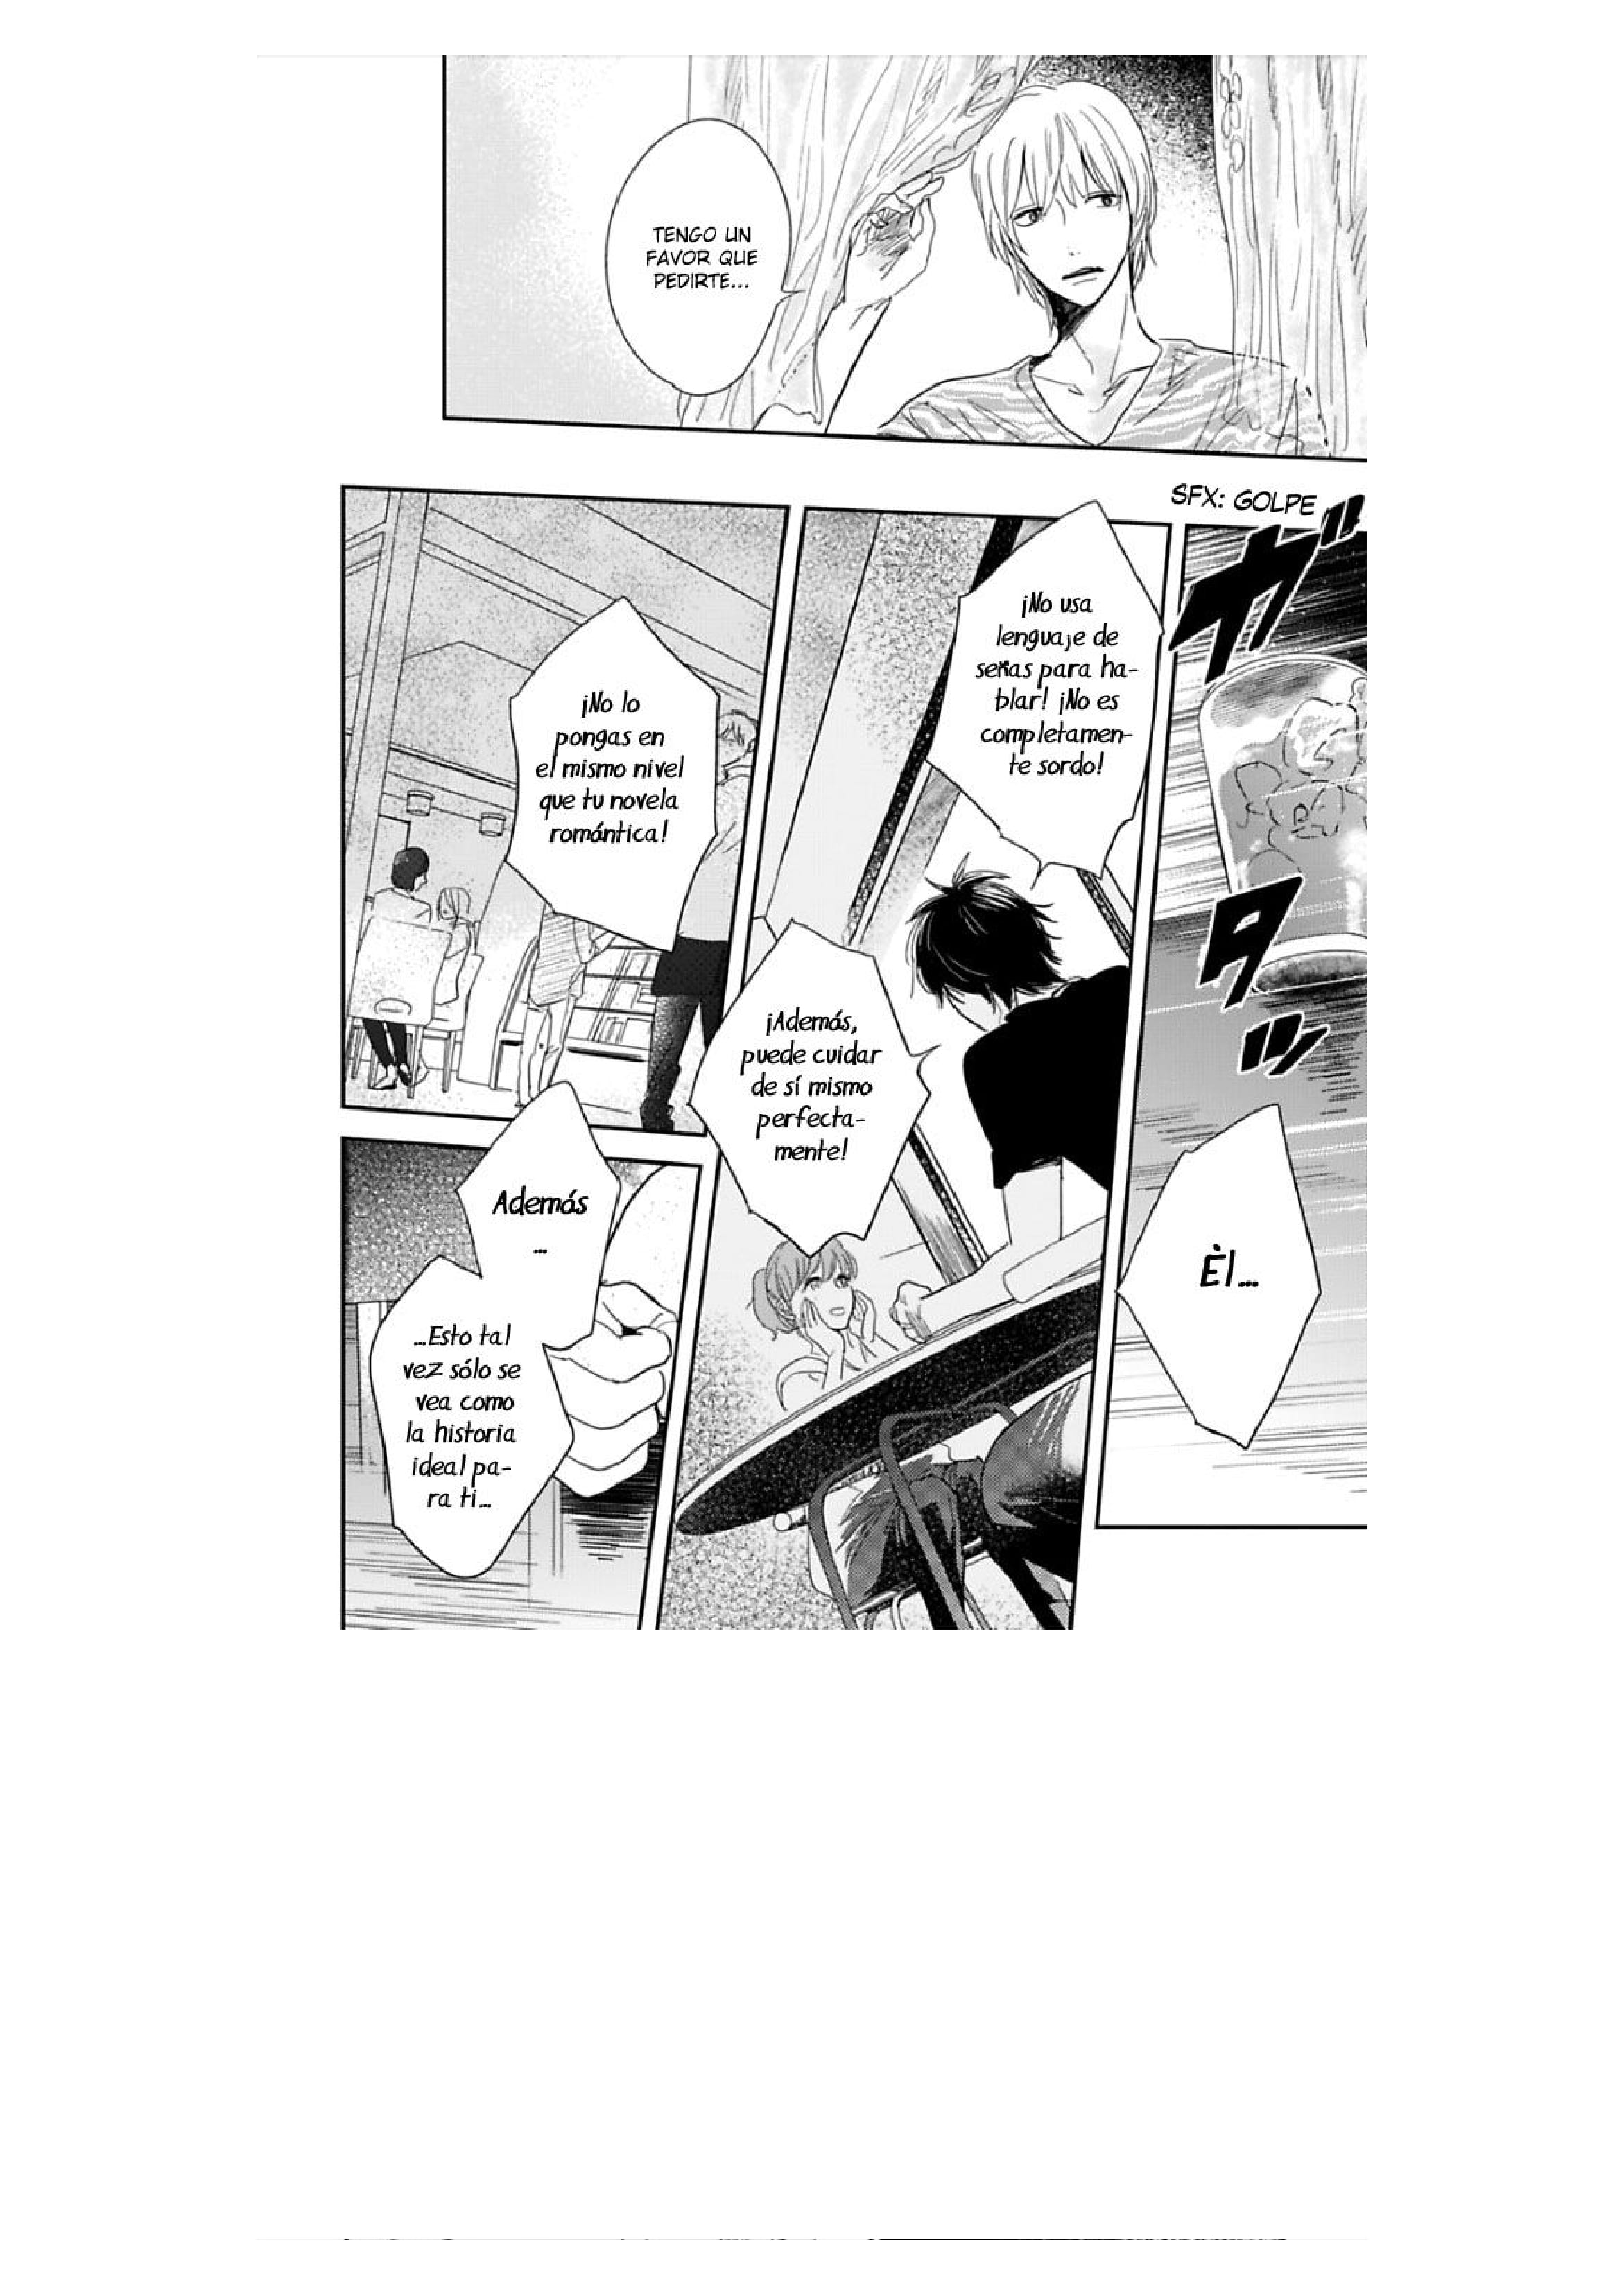 TENGO UN
FAVOR QUE
PEDIRTE...
SFX: GOLPE
ガタッ
Èl...
¡No usa
lenguaje de
señas para ha-
blar! ¡No es
completamen-
te sordo!
¡Además,
puede cuidar
de sí mismo
perfecta-
mente!
¡No lo
pongas en
el mismo nivel
que tu novela
romántica!
Además
...
...Esto tal
vez sólo se
vea como
la historia
ideal pa-
ra ti...